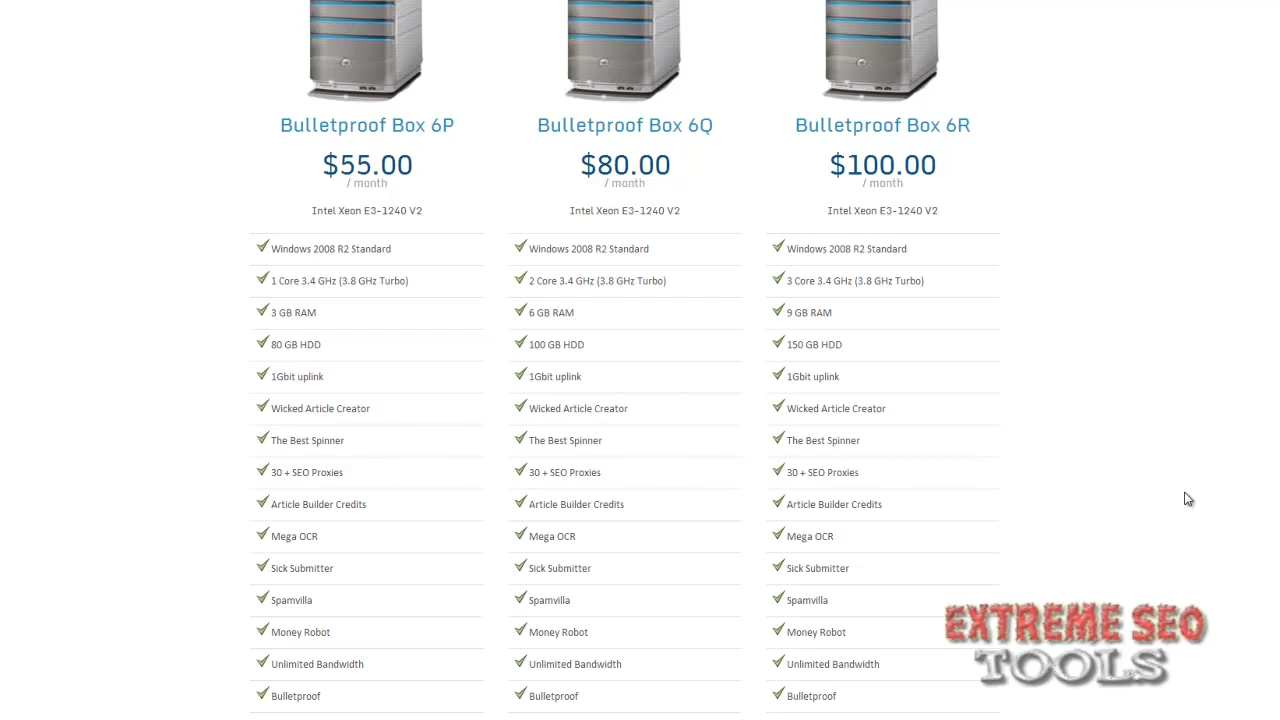 Bulletproof Box 6P
$55.00
/ month
Intel Xeon E3-1240 V2
Windows 2008 R2 Standard
1 Core 3.4 GHz (3.8 GHz Turbo)
3 GB RAM
80 GB HDD
1Gbit uplink
Wicked Article Creator
The Best Spinner
30 + SEO Proxies
Article Builder Credits
Mega OCR
Sick Submitter
Spamvilla
Money Robot
Unlimited Bandwidth
Bulletproof
Bulletproof Box 6Q
$80.00
/ month
Intel Xeon E3-1240 V2
Windows 2008 R2 Standard
2 Core 3.4 GHz (3.8 GHz Turbo)
6 GB RAM
100 GB HDD
1Gbit uplink
Wicked Article Creator
The Best Spinner
30 + SEO Proxies
Article Builder Credits
Mega OCR
Sick Submitter
Spamvilla
Money Robot
Unlimited Bandwidth
Bulletproof
Bulletproof Box 6R
$100.00
/ month
Intel Xeon E3-1240 V2
Windows 2008 R2 Standard
3 Core 3.4 GHz (3.8 GHz Turbo)
9 GB RAM
150 GB HDD
1Gbit uplink
Wicked Article Creator
The Best Spinner
30 + SEO Proxies
Article Builder Credits
Mega OCR
Sick Submitter
Spamvilla
Money Robot
Unlimited Bandwidth
Bulletproof
EXTREME SEO
TOOLS